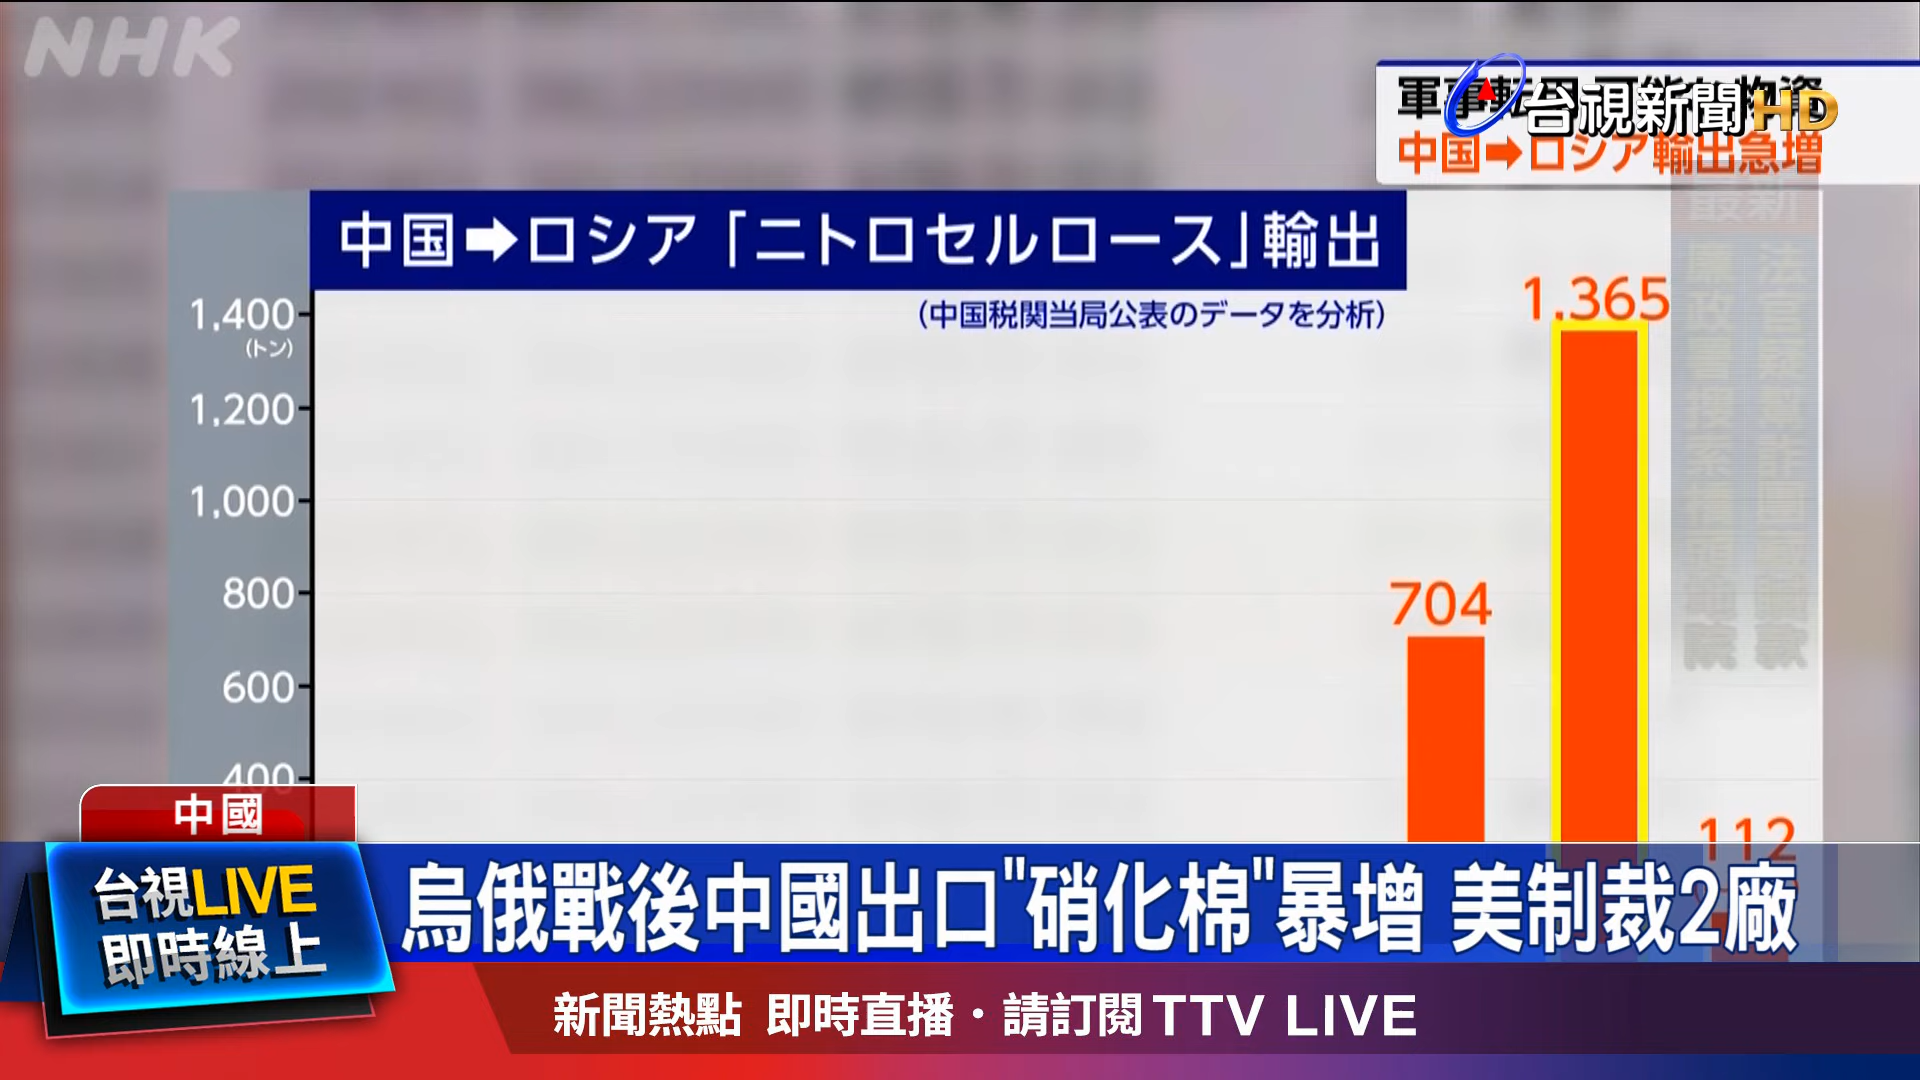 NHK
台視新聞HD
中国➡ロシア輸出急増
中国➡ロシア「ニトロセルロース」輸出
(中国税関当局公表のデータを分析)
1,400
(トン)
1,200
1,000
800
600
400
704
1,365
112
最新
中國
台視LIVE
即時線上
烏俄戰後中國出口"硝化棉"暴增 美制裁2廠
新聞熱點 即時直播・請訂閱TTV LIVE